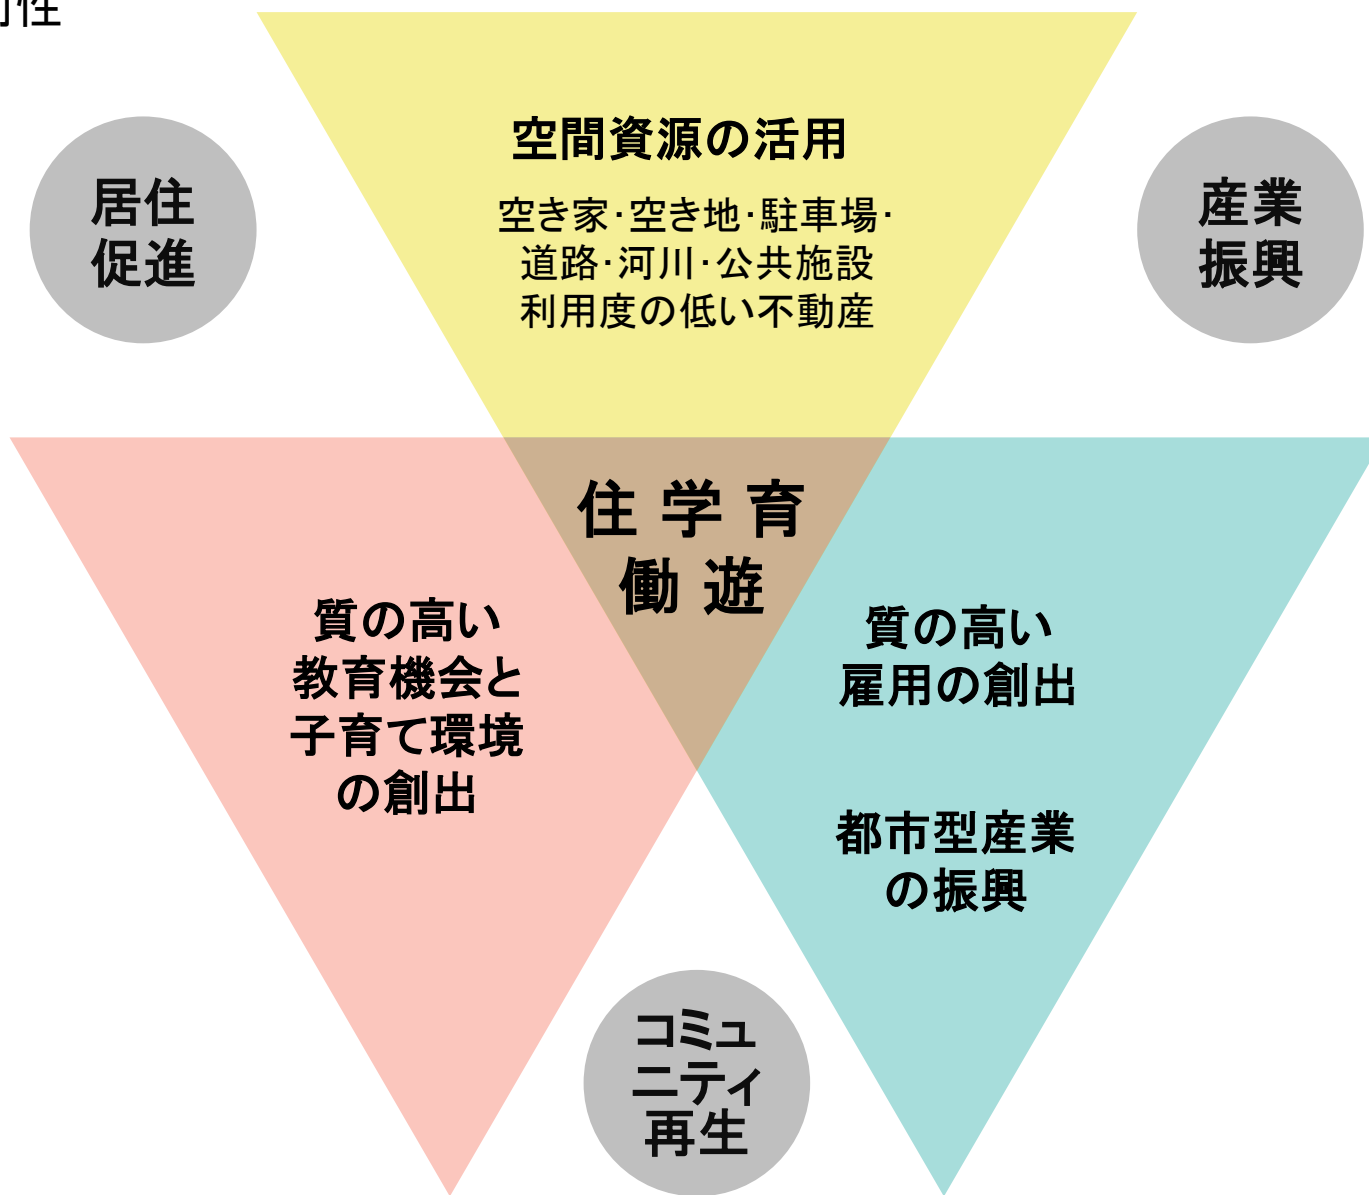 性
空間資源の活用
空き家·空き地·駐車場·
道路·河川·公共施設
利用度の低い不動産
居住
促進
産業
振興
住 学 育
働 遊
質の高い
教育機会と
子育て環境
の創出
質の高い
雇用の創出
都市型産業
の振興
コミュ
ニティ
再生